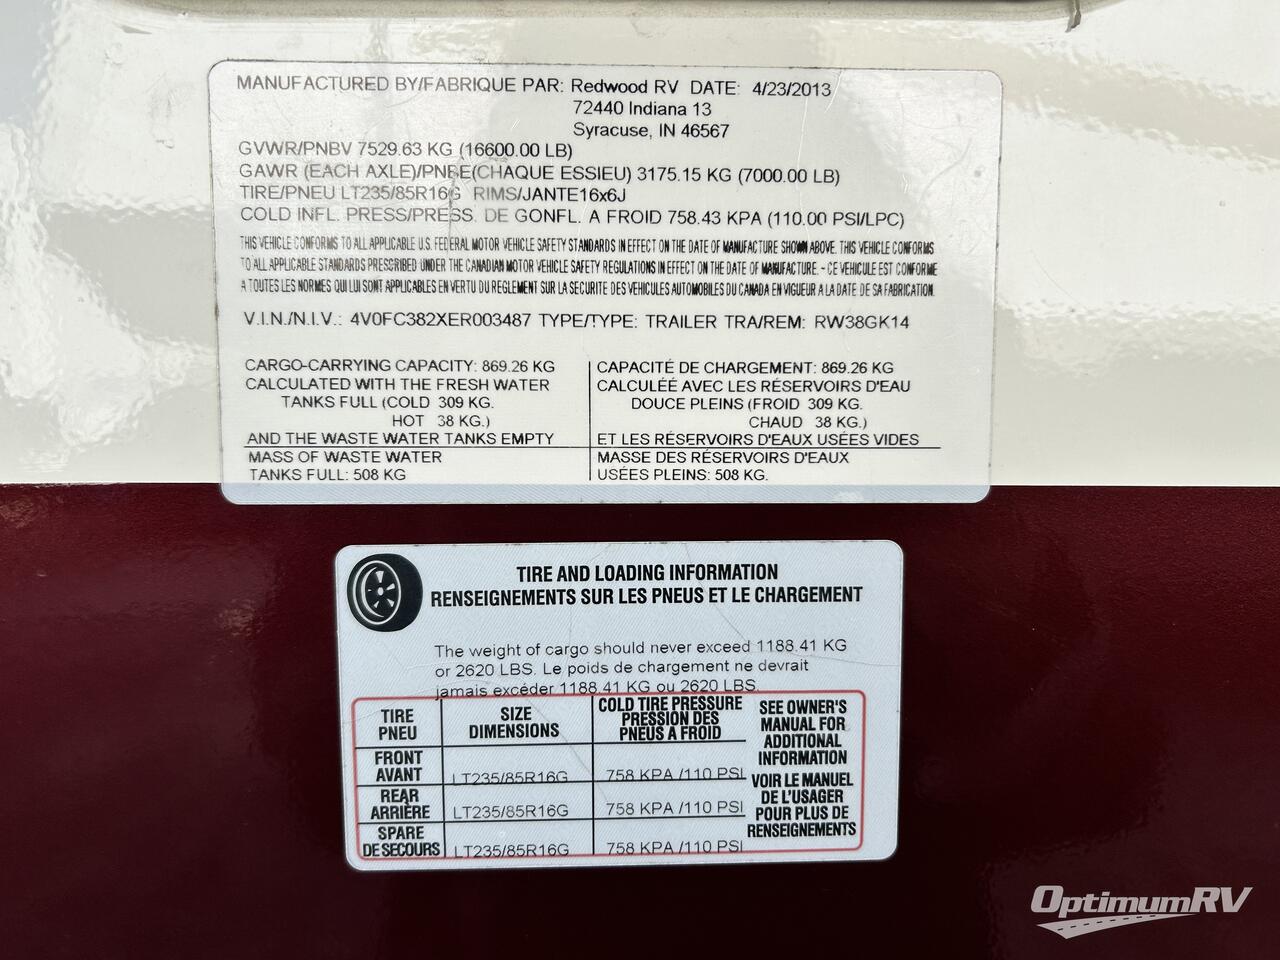 MANUFACTURED BY/FABRIQUE PAR: Redwood RV DATE: 4/23/2013
72440 Indiana 13
Syracuse, IN 46567
GVWR/PNBV 7529.63 KG (16600.00 LB)
GAWR (EACH AXLE)/PNBE(CHAQUE ESSIEU) 3175.15 KG (7000.00 LB)
TIRE/PNEU LT235/85R16G RIMS/JANTE16x6J
COLD INFL. PRESS/PRESS. DE GONFL. A FROID 758.43 KPA (110.00 PSI/LPC)
THIS VEHICLE CONFORMS TO ALL APPLICABLE U.S. FEDERAL MOTOR VEHICLE SAFETY STANDARDS IN EFFECT ON THE DATE OF MANUFACTURE SHOWN ABOVE. THIS VEHICLE CONFORMS
TO ALL APPLICABLE STANDARDS PRESCRIBED UNDER THE CANADIAN MOTOR VEHICLE SAFETY REGULATIONS IN EFFECT ON THE DATE OF MANUFACTURE. - CE VEHICULE EST CONFORME
A TOUTES LES NORMES QUI LUI SONT APPLICABLES EN VERTU DU REGLEMENT SUR LA SECURITE DES VEHICULES AUTOMOBILES DU CANADA EN VIGUEUR A LA DATE DE SA FABRICATION.
V.I.N./N.I.V.: 4V0FC382XER003487 TYPE/TYPE: TRAILER TRA/REM: RW38GK14
CARGO-CARRYING CAPACITY: 869.26 KG
CALCULATED WITH THE FRESH WATER
TANKS FULL (COLD 309 KG.
HOT 38 KG.)
AND THE WASTE WATER TANKS EMPTY
MASS OF WASTE WATER
TANKS FULL: 508 KG
CAPACITÉ DE CHARGEMENT: 869.26 KG
CALCULÉE AVEC LES RÉSERVOIRS D'EAU
DOUCE PLEINS (FROID 309 KG.
CHAUD 38 KG.)
ET LES RÉSERVOIRS D'EAUX USÉES VIDES
MASSE DES RÉSERVOIRS D'EAUX
USÉES PLEINS: 508 KG.
TIRE AND LOADING INFORMATION
RENSEIGNEMENTS SUR LES PNEUS ET LE CHARGEMENT
The weight of cargo should never exceed 1188.41 KG
or 2620 LBS. Le poids de chargement ne devrait
jamais excéder 1188.41 KG ou 2620 LBS.
TIRE
PNEU
SIZE
DIMENSIONS
COLD TIRE PRESSURE
PRESSION DES
PNEUS A FROID
FRONT
AVANT
LT235/85R16G
758 KPA /110 PSI
REAR
ARRIÈRE
LT235/85R16G
758 KPA /110 PSI
SPARE
DE SECOURS
LT235/85R16G
758 KPA /110 PSI
SEE OWNER'S
MANUAL FOR
ADDITIONAL
INFORMATION
VOIR LE MANUEL
DE L'USAGER
POUR PLUS DE
RENSEIGNEMENTS
OptimumRV